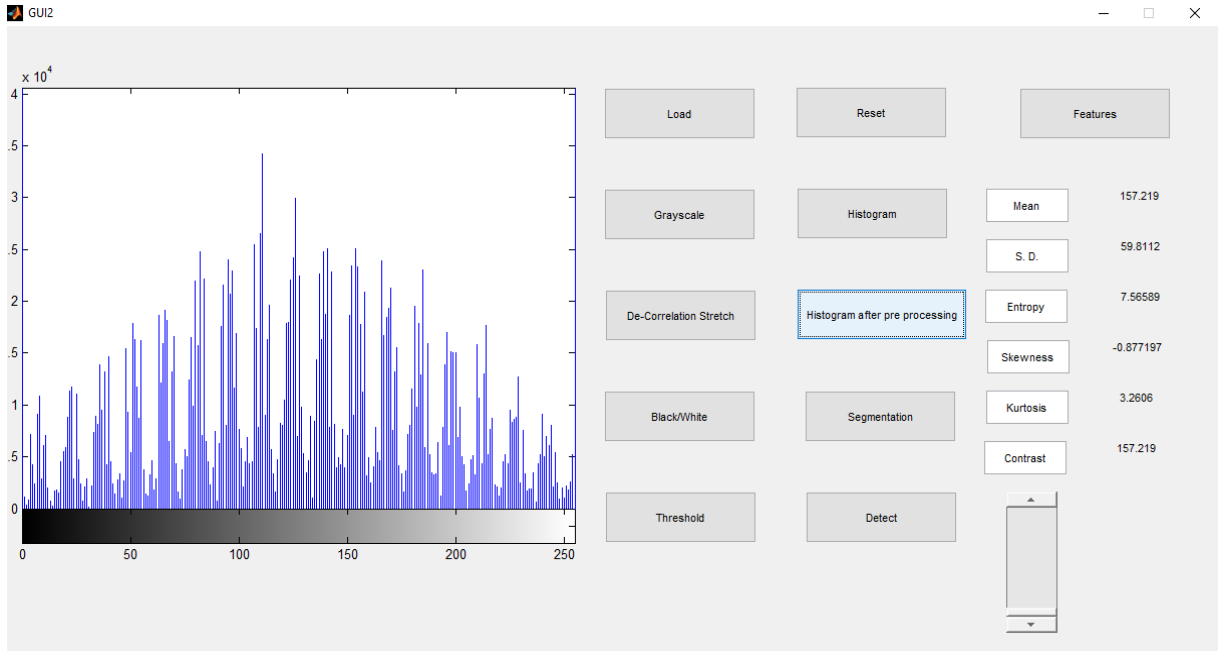 GUI2
x 10^4
4
.5
3
.5
2
.5
1
.5
0
0 50 100 150 200 250
Load Reset Features
Grayscale Histogram Mean 157.219
S. D. 59.8112
De-Correlation Stretch Histogram after pre processing Entropy 7.56589
Skewness -0.877197
Black/White Segmentation Kurtosis 3.2606
Contrast 157.219
Threshold Detect